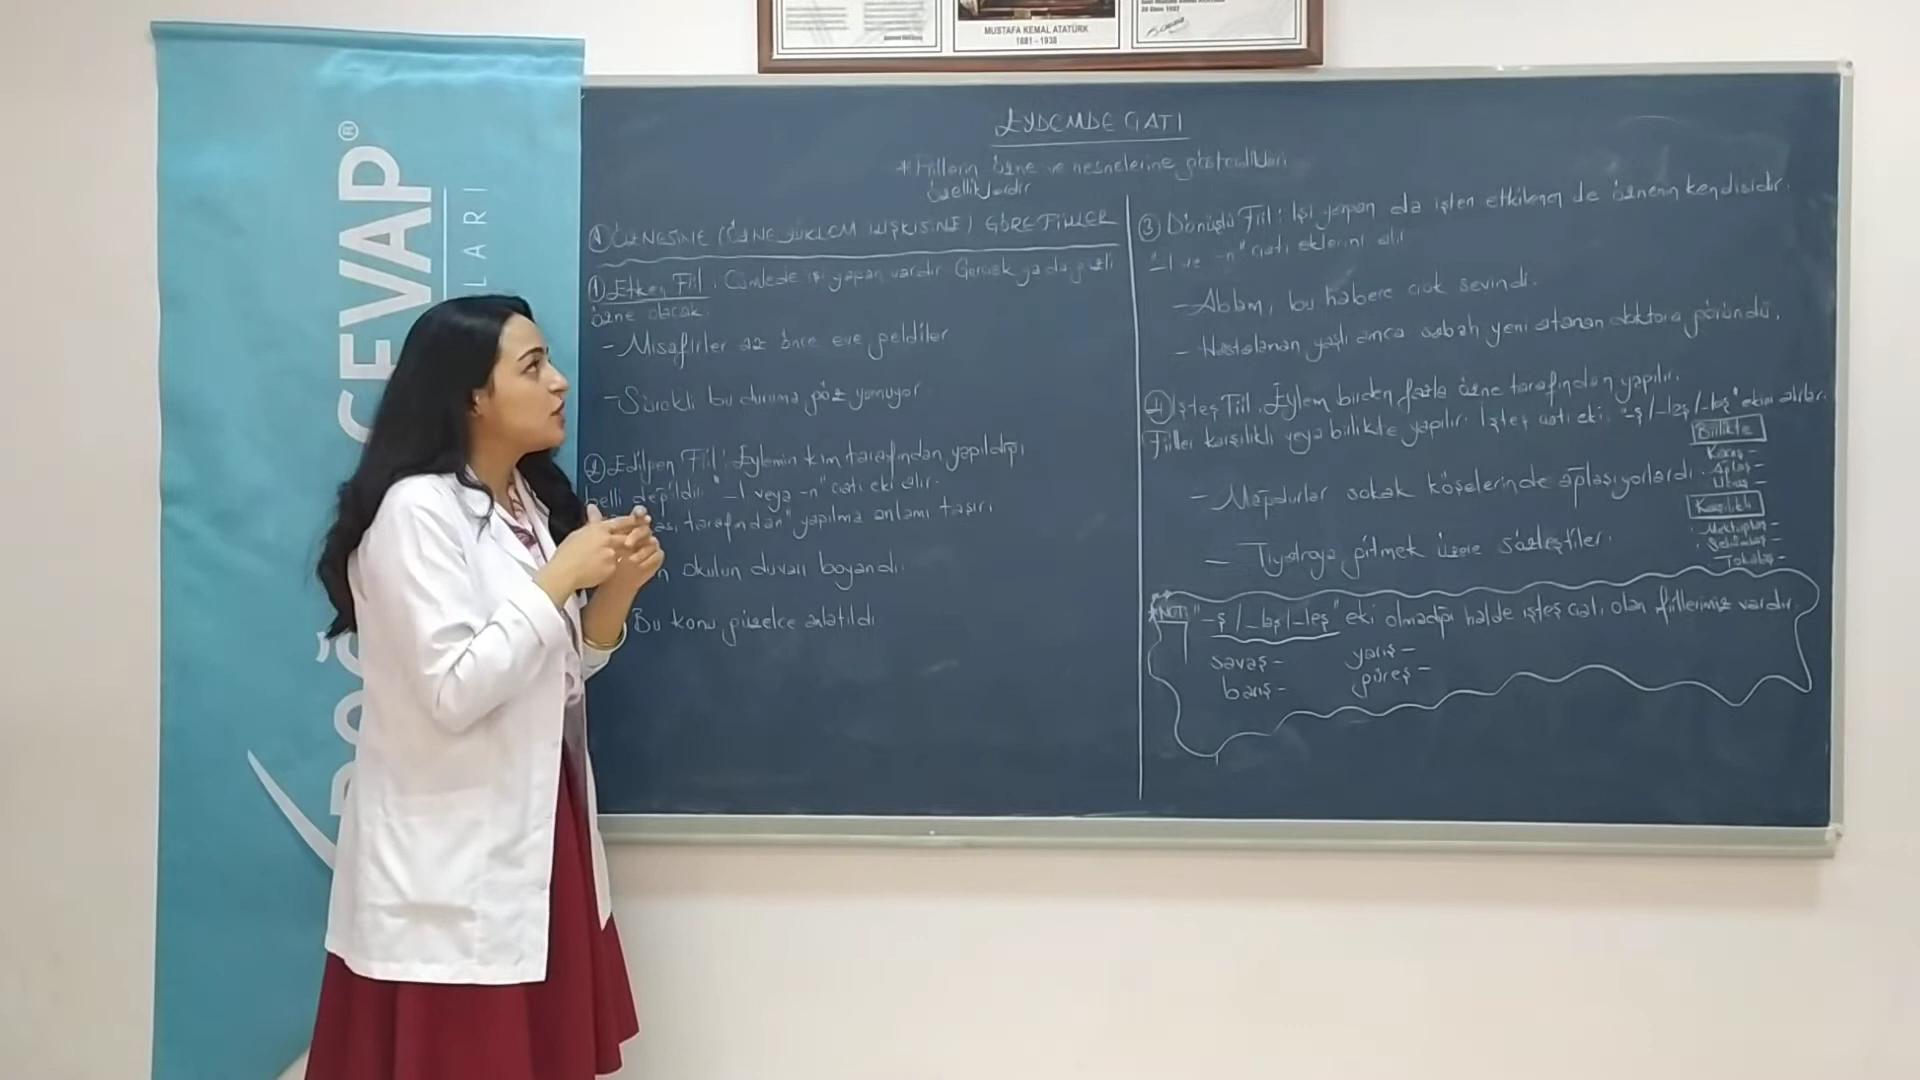 MUSTAFA KEMAL ATATÜRK
1881 - 1938
CEVAP®
LARI
EYLEMDE ÇATI
* Fiillerin özne ve nesnelerine gösterdikleri
özelliklerdir
A ÖZNESİNE (ÖZNE YÜKLEM İLİŞKİSİNE) GÖRE FİİLLER
① Etken Fiil: Cümlede işi yapan vardır. Gerçek ya da gizli
özne olacak.
- Misafirler az önce eve geldiler
- Sürekli bu duruma göz yumuyor.
② Edilgen Fiil: Eylemin kim tarafından yapıldığı
belli değildir. "-l veya -n" çatı eki alır.
tarafından" yapılma anlamı taşır.
okulun duvarı boyandı.
Bu konu güzelce anlatıldı
③ Dönüşlü Fiil: İşi yapan da işten etkilenen de öznenin kendisidir.
"-l ve -n" çatı eklerini alır
- Ablam, bu habere çok sevindi.
- Hastalanan yaşlı amca sabah yeni atanan doktora göründü.
④ İşteş Fiil: Eylem birden fazla özne tarafından yapılır.
Fiiller karşılıklı veya birlikte yapılır. İşteş çatı eki "-ş / -laş / -leş" ekini alırlar.
Birlikte
Ağlaş -
- Mağdurlar sokak köşelerinde ağlaşıyorlardı.
Karşılıklı
Mektuplaş -
Selamlaş -
Tokalaş -
- Tiyatroya gitmek üzere sözleştiler.
*NOT: "-ş / -laş / -leş" eki olmadığı halde işteş çatılı olan fiillerimiz vardır.
savaş - yarış -
barış - güreş -